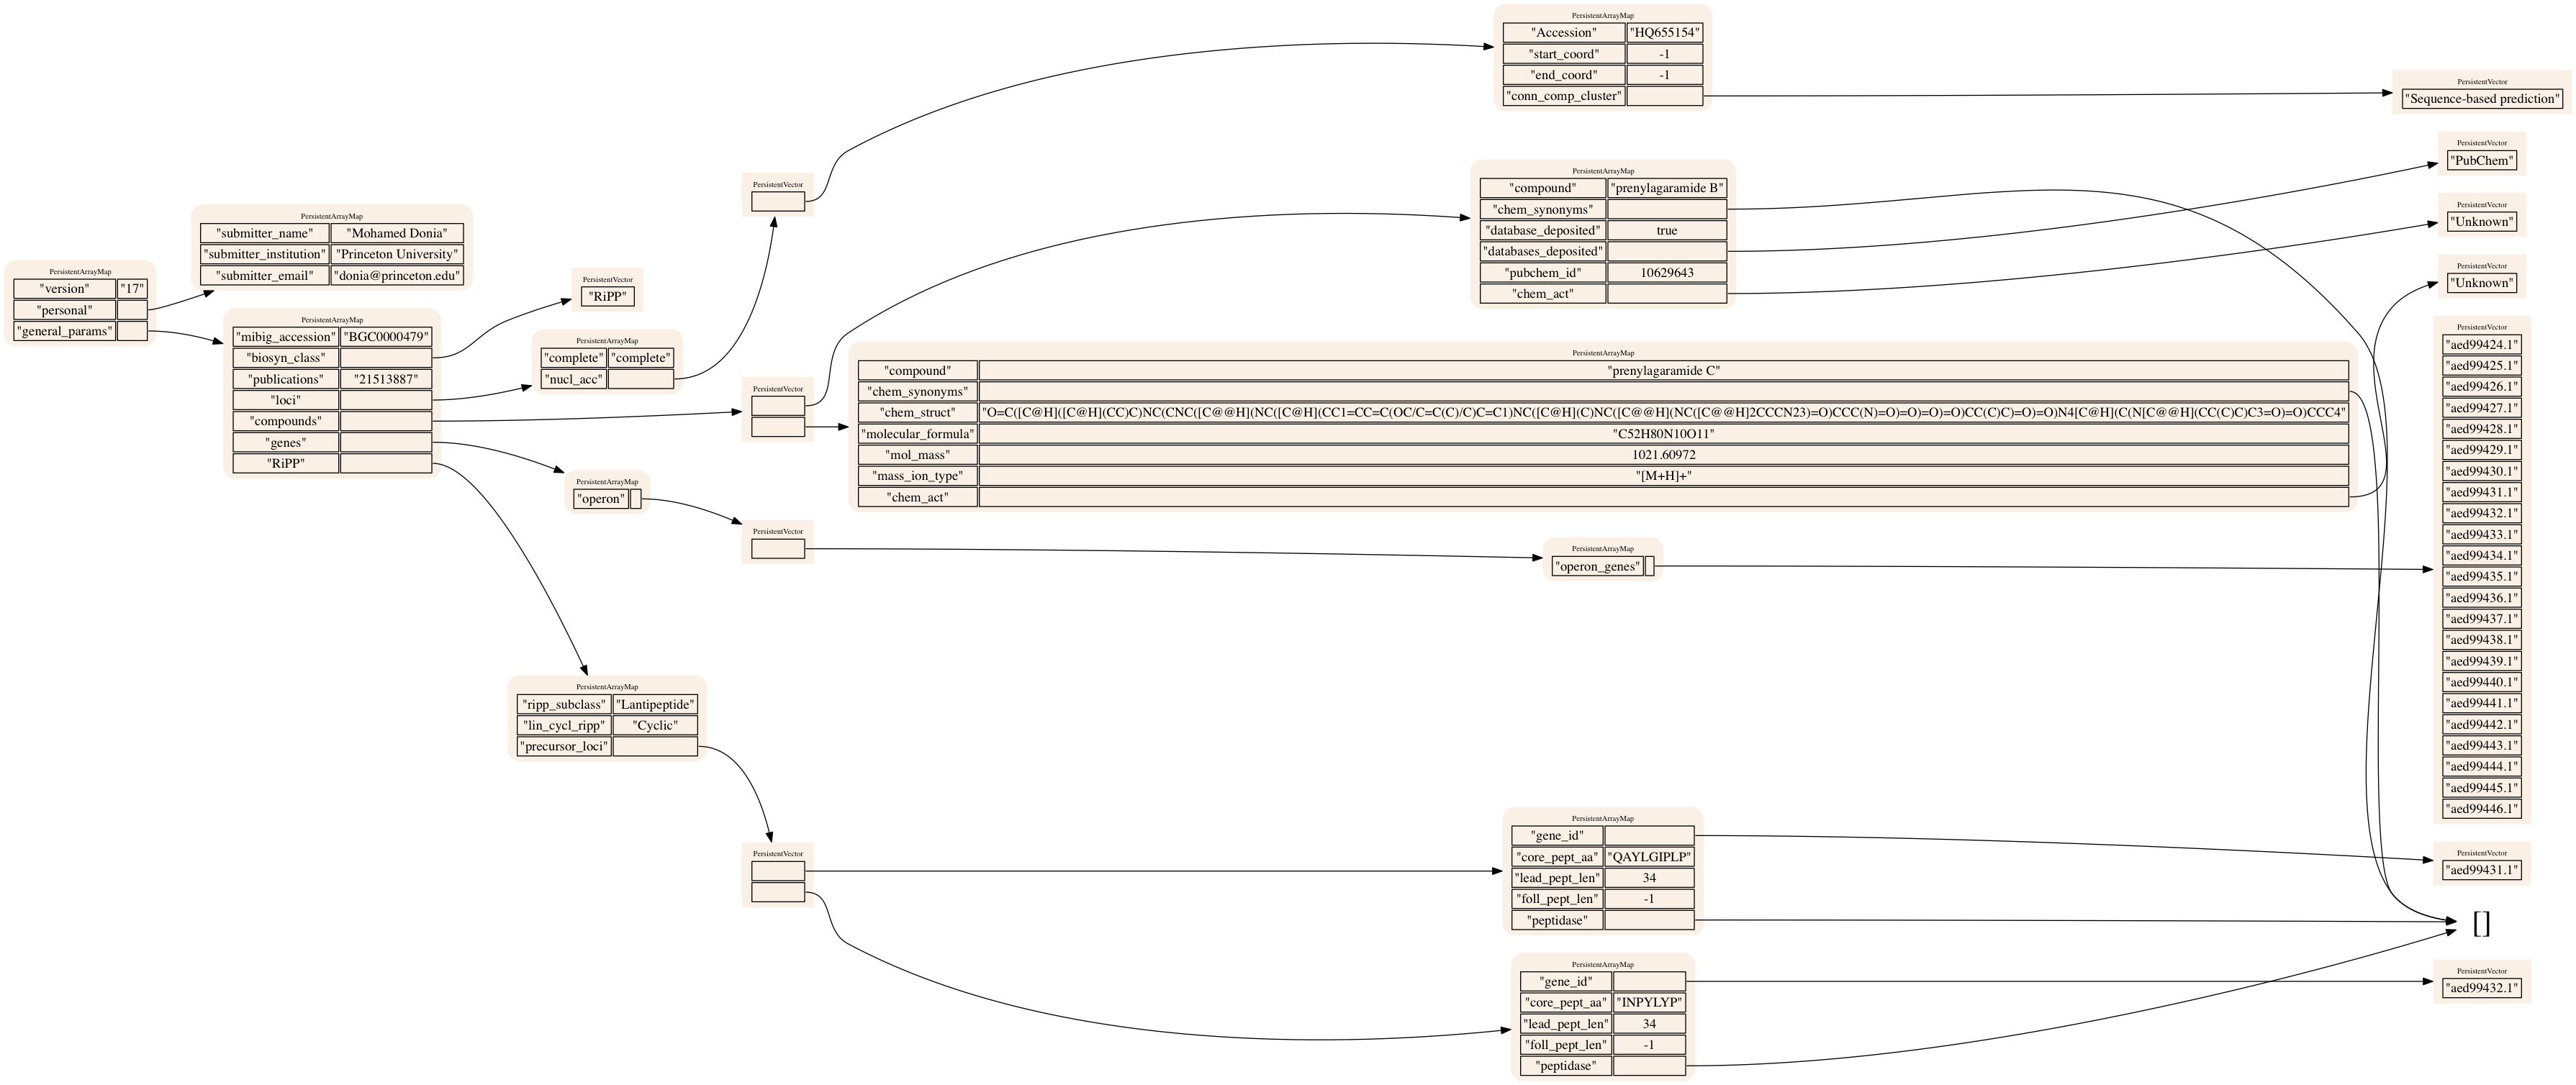 PersistentArrayMap
"version" "17"
"personal"
"general_params"
PersistentArrayMap
"submitter_name" "Mohamed Donia"
"submitter_institution" "Princeton University"
"submitter_email" "donia@princeton.edu"
PersistentArrayMap
"mibig_accession" "BGC0000479"
"biosyn_class"
"publications" "21513887"
"loci"
"compounds"
"genes"
"RiPP"
PersistentVector
"RiPP"
PersistentArrayMap
"complete" "complete"
"nucl_acc"
PersistentArrayMap
"operon"
PersistentArrayMap
"ripp_subclass" "Lantipeptide"
"lin_cycl_ripp" "Cyclic"
"precursor_loci"
PersistentVector
PersistentVector
PersistentVector
PersistentVector
PersistentArrayMap
"Accession" "HQ655154"
"start_coord" -1
"end_coord" -1
"conn_comp_cluster"
PersistentArrayMap
"compound" "prenylagaramide B"
"chem_synonyms"
"database_deposited" true
"databases_deposited"
"pubchem_id" 10629643
"chem_act"
PersistentArrayMap
"compound" "prenylagaramide C"
"chem_synonyms"
"chem_struct" "O=C([C@H]([C@H](CC)C)NC(CNC([C@@H](NC([C@H](CC1=CC=C(OC/C=C(C)/C)C=C1)NC([C@H](C)NC([C@@H](NC([C@@H]2CCCN23)=O)CCC(N)=O)=O)=O)=O)CC(C)C)=O)=O)N4[C@H](C(N[C@@H](CC(C)C)C3=O)=O)CCC4"
"molecular_formula" "C52H80N10O11"
"mol_mass" 1021.60972
"mass_ion_type" "[M+H]+"
"chem_act"
PersistentArrayMap
"operon_genes"
PersistentArrayMap
"gene_id"
"core_pept_aa" "QAYLGIPLP"
"lead_pept_len" 34
"foll_pept_len" -1
"peptidase"
PersistentArrayMap
"gene_id"
"core_pept_aa" "INPYLYP"
"lead_pept_len" 34
"foll_pept_len" -1
"peptidase"
PersistentVector
"Sequence-based prediction"
PersistentVector
"PubChem"
PersistentVector
"Unknown"
PersistentVector
"Unknown"
PersistentVector
"aed99424.1"
"aed99425.1"
"aed99426.1"
"aed99427.1"
"aed99428.1"
"aed99429.1"
"aed99430.1"
"aed99431.1"
"aed99432.1"
"aed99433.1"
"aed99434.1"
"aed99435.1"
"aed99436.1"
"aed99437.1"
"aed99438.1"
"aed99439.1"
"aed99440.1"
"aed99441.1"
"aed99442.1"
"aed99443.1"
"aed99444.1"
"aed99445.1"
"aed99446.1"
PersistentVector
"aed99431.1"
[]
PersistentVector
"aed99432.1"